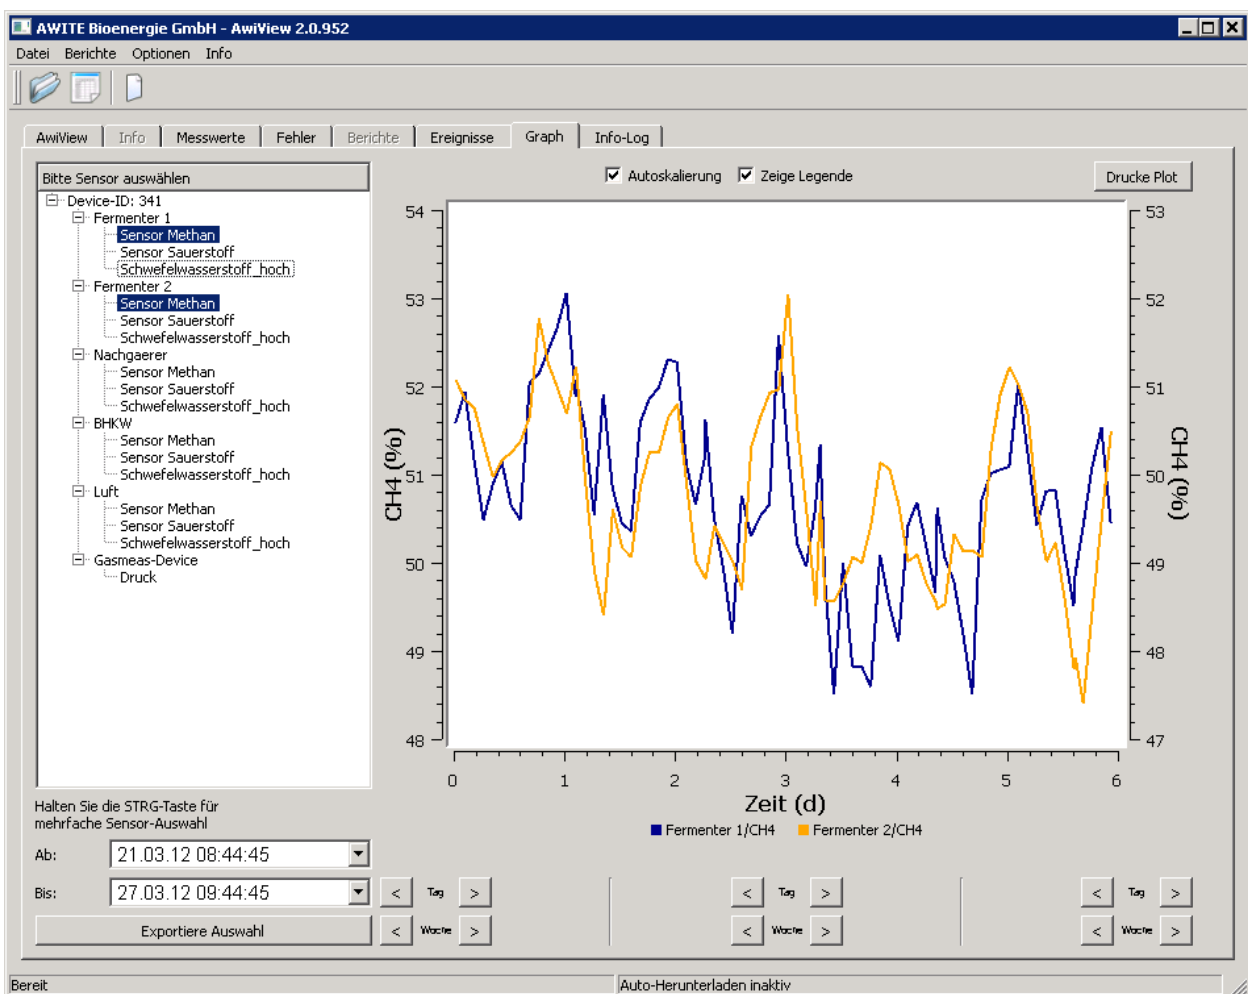 AWITE Bioenergie GmbH - AwiView 2.0.952
Datei Berichte Optionen Info
AwiView Info Messwerte Fehler Berichte Ereignisse Graph Info-Log
Bitte Sensor auswählen
Device-ID: 341
Fermenter 1
Sensor Methan
Sensor Sauerstoff
Schwefelwasserstoff_hoch
Fermenter 2
Sensor Methan
Sensor Sauerstoff
Schwefelwasserstoff_hoch
Nachgaerer
Sensor Methan
Sensor Sauerstoff
Schwefelwasserstoff_hoch
BHKW
Sensor Methan
Sensor Sauerstoff
Schwefelwasserstoff_hoch
Luft
Sensor Methan
Sensor Sauerstoff
Schwefelwasserstoff_hoch
Gasmeas-Device
Druck
Halten Sie die STRG-Taste für
mehrfache Sensor-Auswahl
Ab: 21.03.12 08:44:45
Bis: 27.03.12 09:44:45
Exportiere Auswahl
Autoskalierung Zeige Legende Drucke Plot
54
53
52
51
50
49
48
CH4 (%)
53
52
51
50
49
48
47
CH4 (%)
0 1 2 3 4 5 6
Zeit (d)
Fermenter 1/CH4 Fermenter 2/CH4
< Tag > < Tag > < Tag >
< Woche > < Woche > < Woche >
Bereit Auto-Herunterladen inaktiv